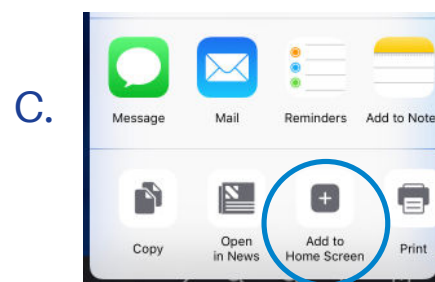 C.
Message Mail Reminders Add to Note
Copy Open in News Add to Home Screen Print